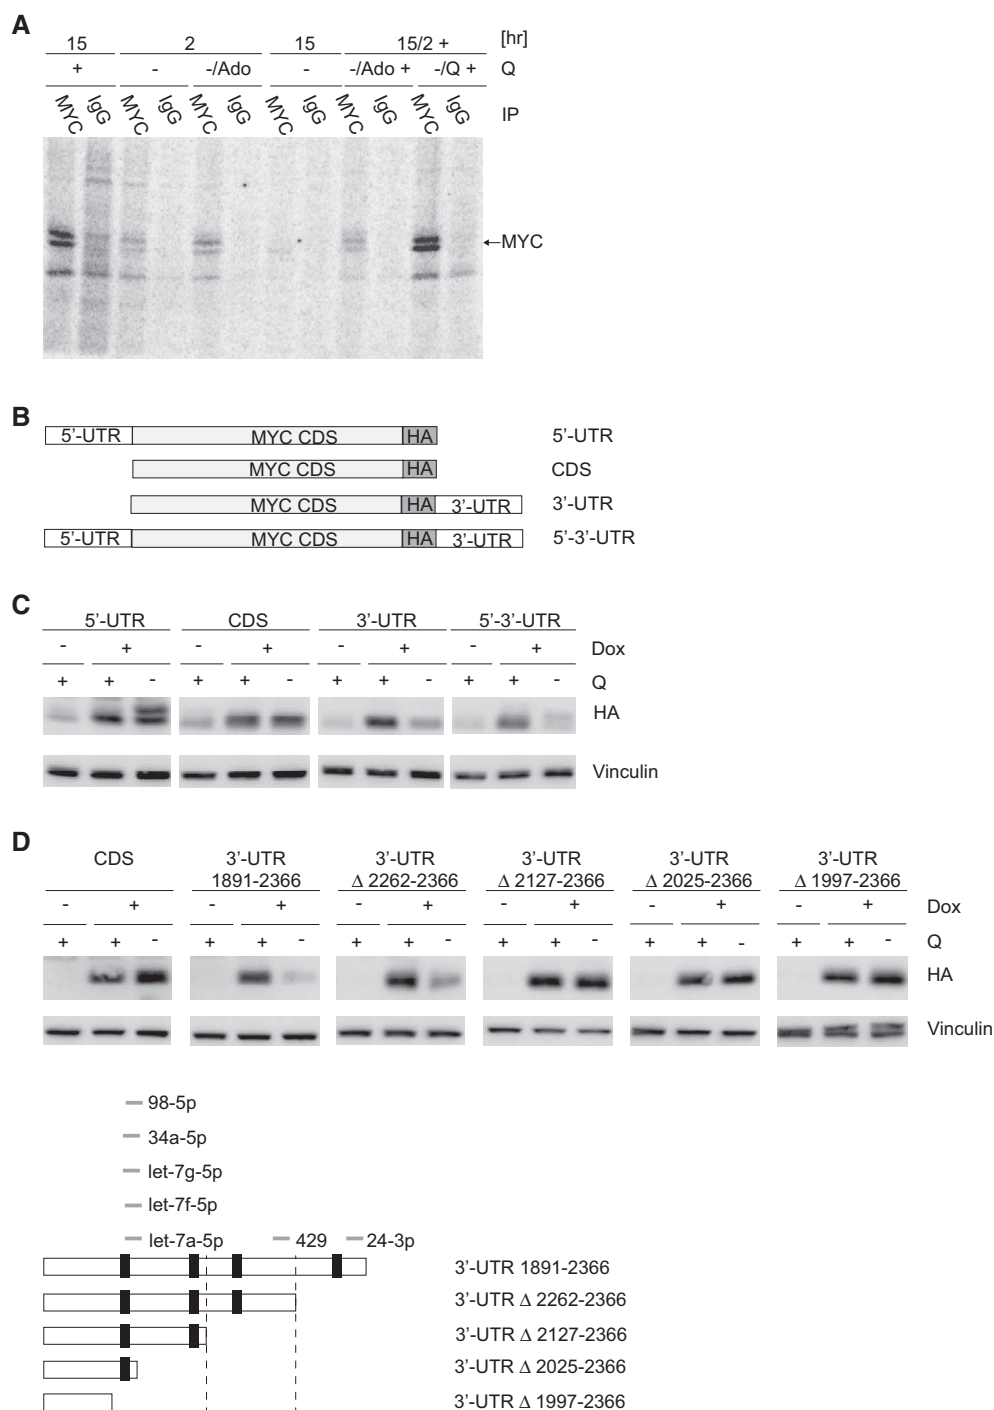 A
15 2 15 15/2 + [hr]
+ - -/Ado - -/Ado + -/Q + Q
MYC IgG MYC IgG MYC IgG MYC IgG MYC IgG MYC IgG IP
←MYC
B
5'-UTR MYC CDS HA 5'-UTR
MYC CDS HA CDS
MYC CDS HA 3'-UTR 3'-UTR
5'-UTR MYC CDS HA 3'-UTR 5'-3'-UTR
C
5'-UTR CDS 3'-UTR 5'-3'-UTR
- + - + - + - + Dox
+ + - + + - + + - + + - Q
HA
Vinculin
D
CDS 3'-UTR 3'-UTR 3'-UTR 3'-UTR 3'-UTR
1891-2366 Δ 2262-2366 Δ 2127-2366 Δ 2025-2366 Δ 1997-2366
- + - + - + - + - + - + Dox
+ + - + + - + + - + + - + + - + + - Q
HA
Vinculin
98-5p
34a-5p
let-7g-5p
let-7f-5p
let-7a-5p 429 24-3p
3'-UTR 1891-2366
3'-UTR Δ 2262-2366
3'-UTR Δ 2127-2366
3'-UTR Δ 2025-2366
3'-UTR Δ 1997-2366